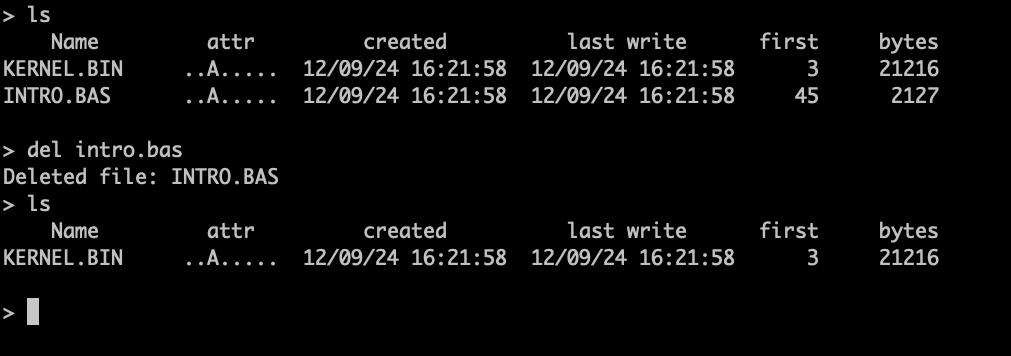 > ls
    Name         attr         created          last write      first     bytes
KERNEL.BIN     ..A.....  12/09/24 16:21:58  12/09/24 16:21:58      3     21216
INTRO.BAS      ..A.....  12/09/24 16:21:58  12/09/24 16:21:58     45      2127
> del intro.bas
Deleted file: INTRO.BAS
> ls
    Name         attr         created          last write      first     bytes
KERNEL.BIN     ..A.....  12/09/24 16:21:58  12/09/24 16:21:58      3     21216
>